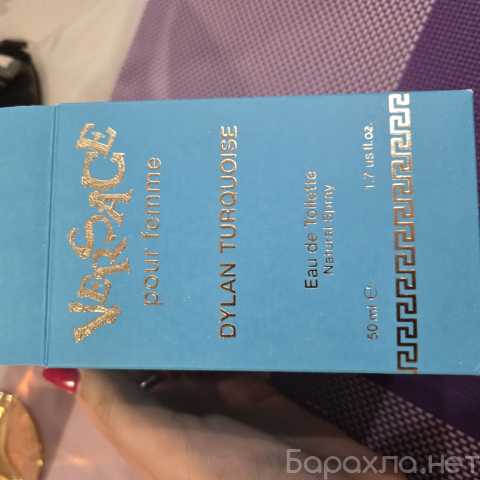 VERSACE
pour femme
DYLAN TURQUOISE
Eau de Toilette
Natural Spray
50 ml ℮ 1.7 us fl.oz.
Барахла.нет